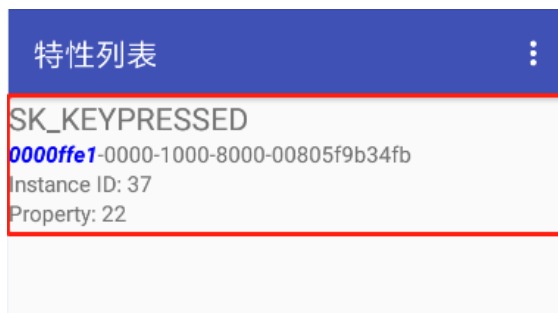 特性列表
SK_KEYPRESSED
0000ffe1-0000-1000-8000-00805f9b34fb
Instance ID: 37
Property: 22